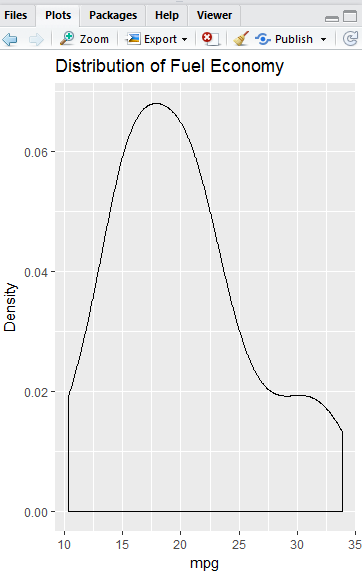 Files Plots Packages Help Viewer
Zoom Export Publish
Distribution of Fuel Economy
0.06
0.04
Density
0.02
0.00
10 15 20 25 30 35
mpg